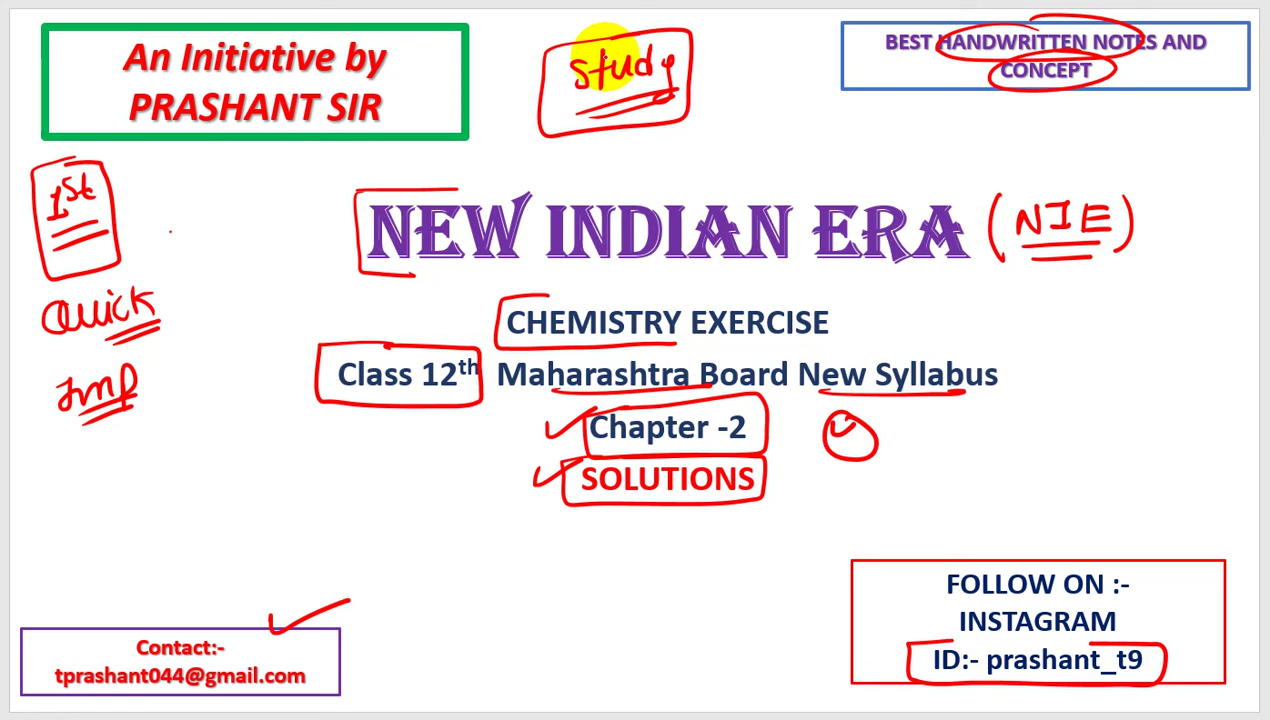 An Initiative by
PRASHANT SIR
study
BEST HANDWRITTEN NOTES AND
CONCEPT
1st
Quick
Imp
NEW INDIAN ERA (NIE)
CHEMISTRY EXERCISE
Class 12th Maharashtra Board New Syllabus
Chapter -2
SOLUTIONS
Contact:-
tprashant044@gmail.com
FOLLOW ON :-
INSTAGRAM
ID:- prashant_t9